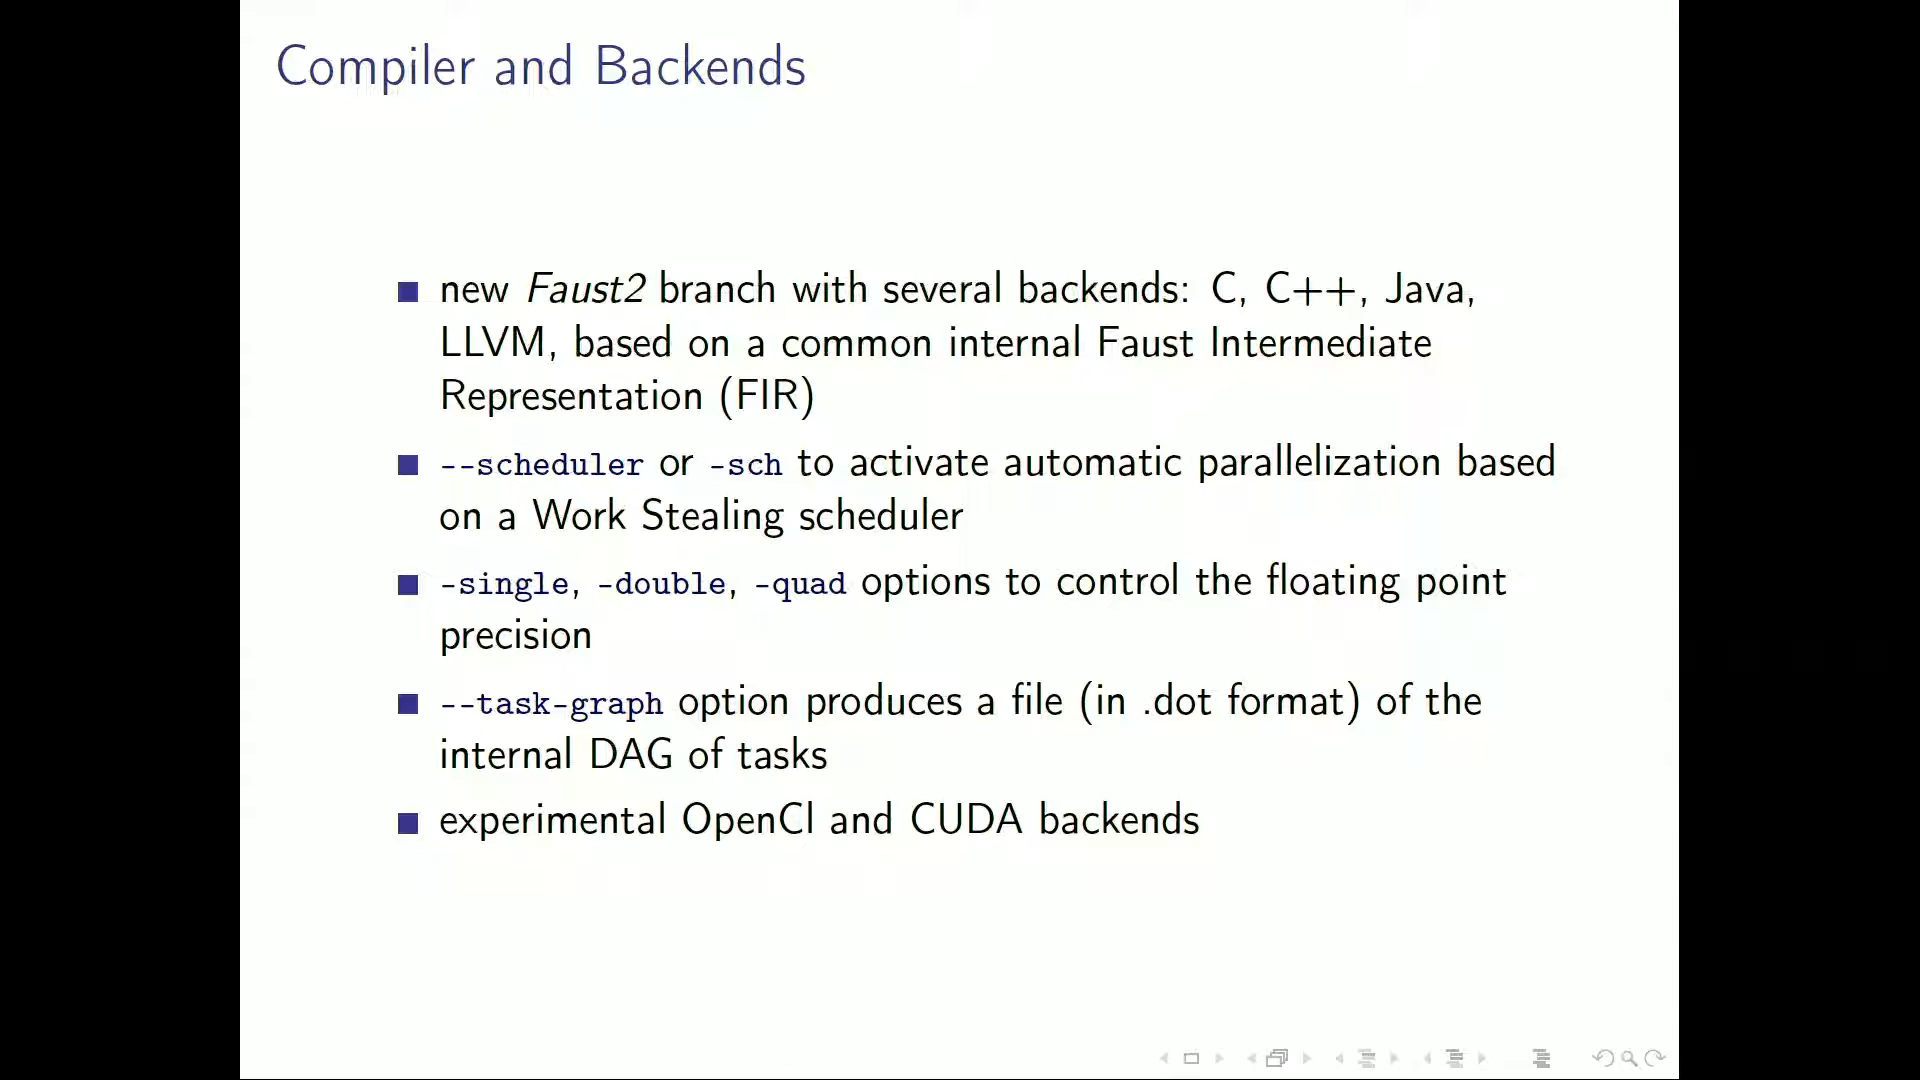 Compiler and Backends
new Faust2 branch with several backends: C, C++, Java,
LLVM, based on a common internal Faust Intermediate
Representation (FIR)
--scheduler or -sch to activate automatic parallelization based
on a Work Stealing scheduler
-single, -double, -quad options to control the floating point
precision
--task-graph option produces a file (in .dot format) of the
internal DAG of tasks
experimental OpenCl and CUDA backends